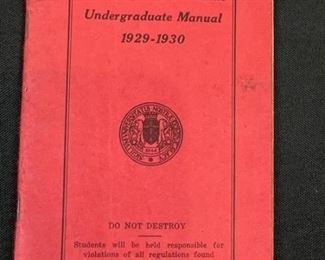 Undergraduate Manual
1929-1930
DO NOT DESTROY
Students will be held responsible for
violations of all regulations found